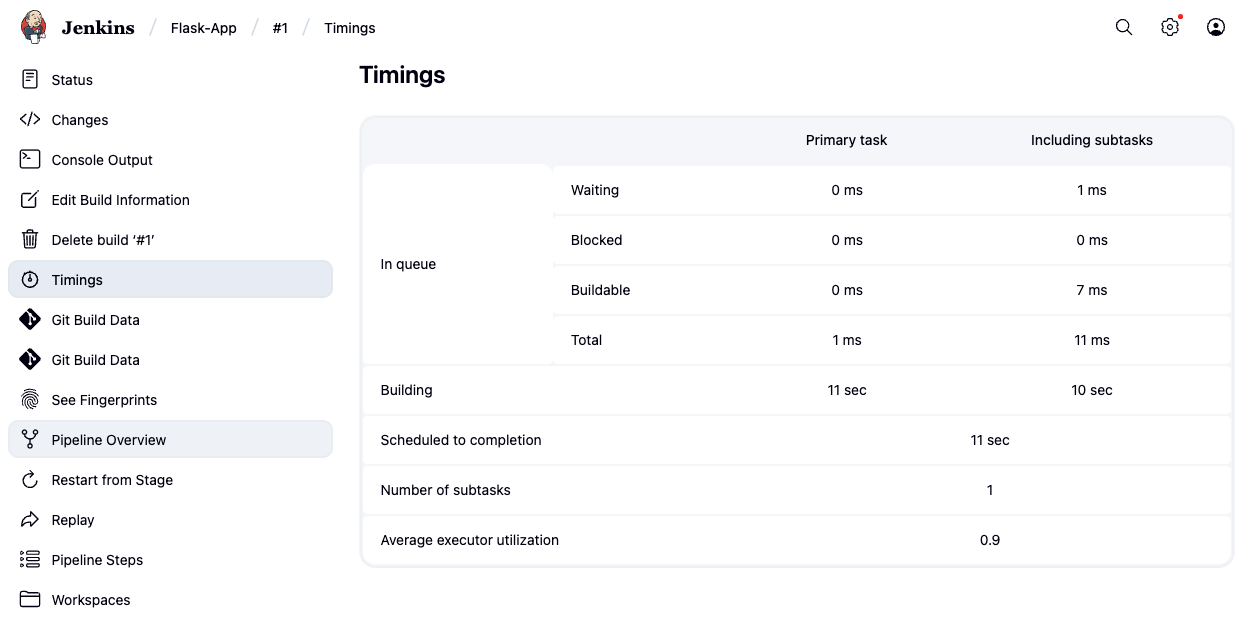 Jenkins / Flask-App / #1 / Timings
Status
Changes
Console Output
Edit Build Information
Delete build ‘#1’
Timings
Git Build Data
Git Build Data
See Fingerprints
Pipeline Overview
Restart from Stage
Replay
Pipeline Steps
Workspaces
Timings
Primary task Including subtasks
In queue
Waiting 0 ms 1 ms
Blocked 0 ms 0 ms
Buildable 0 ms 7 ms
Total 1 ms 11 ms
Building 11 sec 10 sec
Scheduled to completion 11 sec
Number of subtasks 1
Average executor utilization 0.9